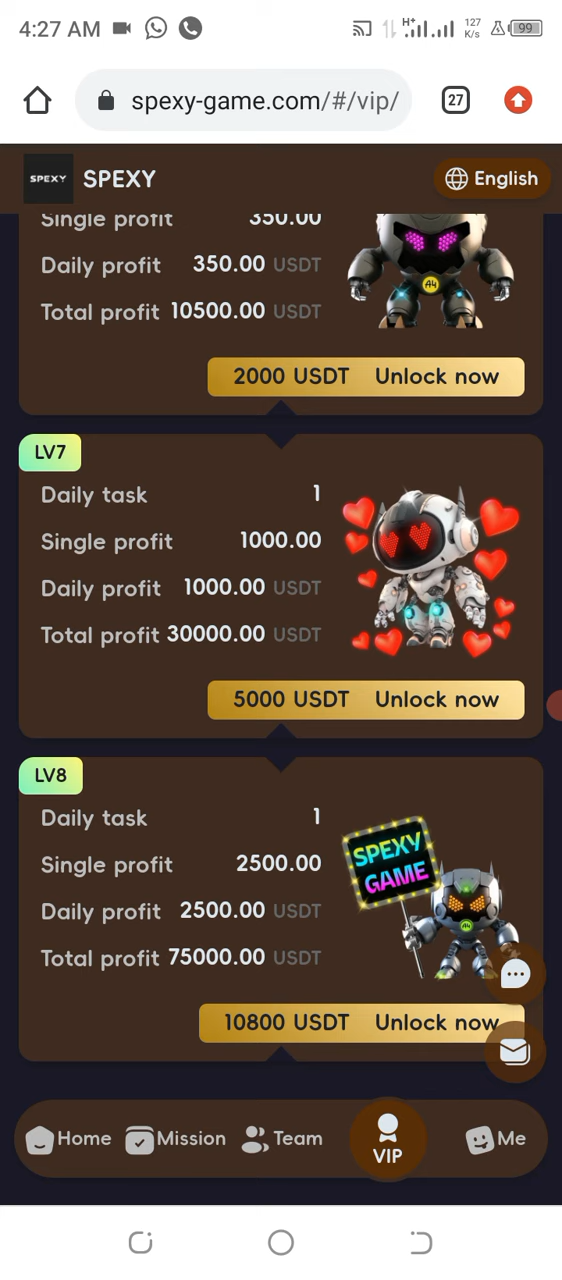 4:27 AM
H+
127
K/s
99
spexy-game.com/#/vip/
27
SPEXY
SPEXY
English
Single profit 350.00
Daily profit 350.00 USDT
Total profit 10500.00 USDT
A4
2000 USDT Unlock now
LV7
Daily task 1
Single profit 1000.00
Daily profit 1000.00 USDT
Total profit 30000.00 USDT
5000 USDT Unlock now
LV8
Daily task 1
Single profit 2500.00
Daily profit 2500.00 USDT
Total profit 75000.00 USDT
SPEXY
GAME
A4
10800 USDT Unlock now
Home
Mission
Team
VIP
Me